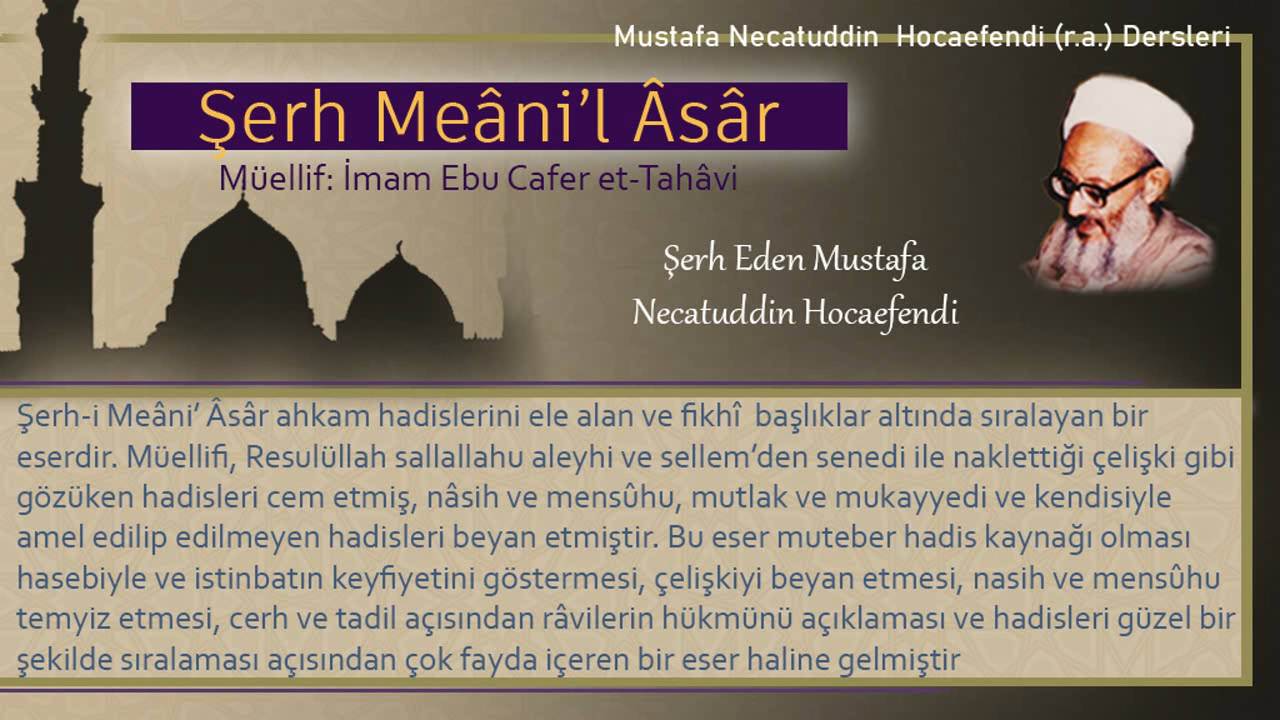 Mustafa Necatuddin Hocaefendi (r.a.) Dersleri
Şerh Meâni’l Âsâr
Müellif: İmam Ebu Cafer et-Tahâvi
Şerh Eden Mustafa
Necatuddin Hocaefendi
Şerh-i Meâni’ Âsâr ahkam hadislerini ele alan ve fikhî başlıklar altında sıralayan bir
eserdir. Müellifi, Resulüllah sallallahu aleyhi ve sellem’den senedi ile naklettiği çelişki gibi
gözüken hadisleri cem etmiş, nâsih ve mensûhu, mutlak ve mukayyedi ve kendisiyle
amel edilip edilmeyen hadisleri beyan etmiştir. Bu eser muteber hadis kaynağı olması
hasebiyle ve istinbatın keyfiyetini göstermesi, çelişkiyi beyan etmesi, nasih ve mensûhu
temyiz etmesi, cerh ve tadil açısından râvilerin hükmünü açıklaması ve hadisleri güzel bir
şekilde sıralaması açısından çok fayda içeren bir eser haline gelmiştir